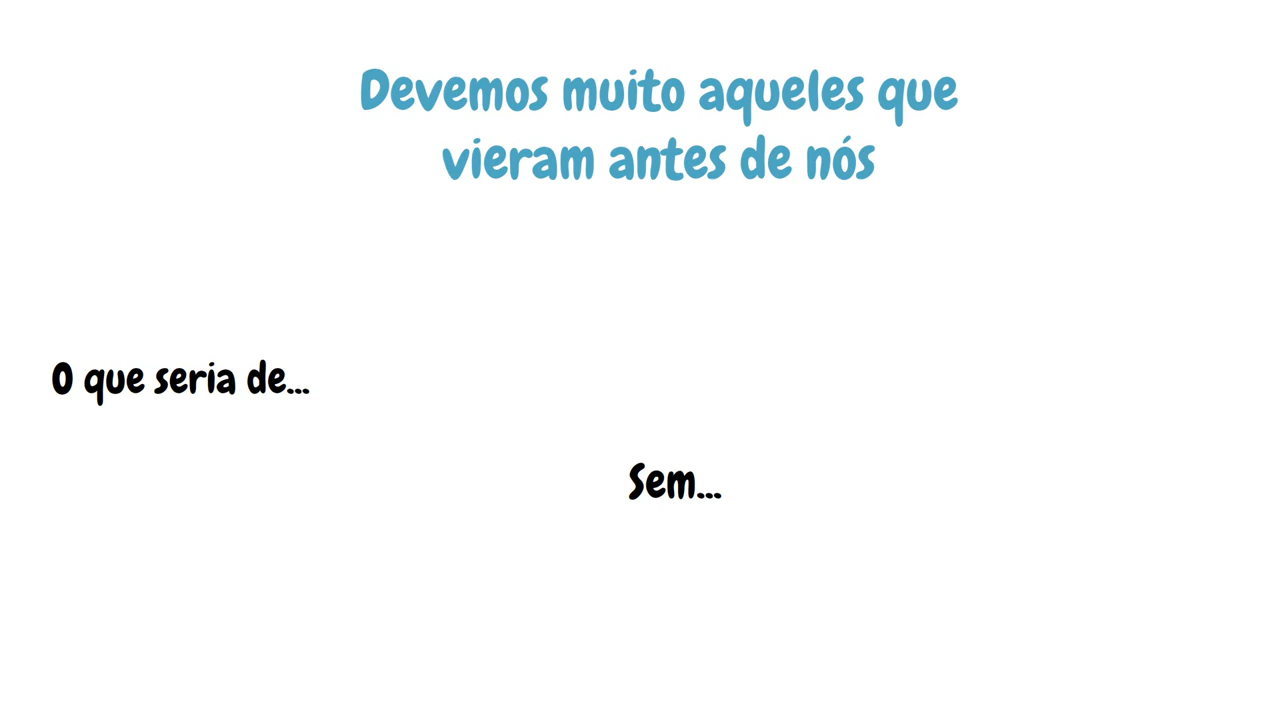 Devemos muito aqueles que
vieram antes de nós
O que seria de...
Sem...